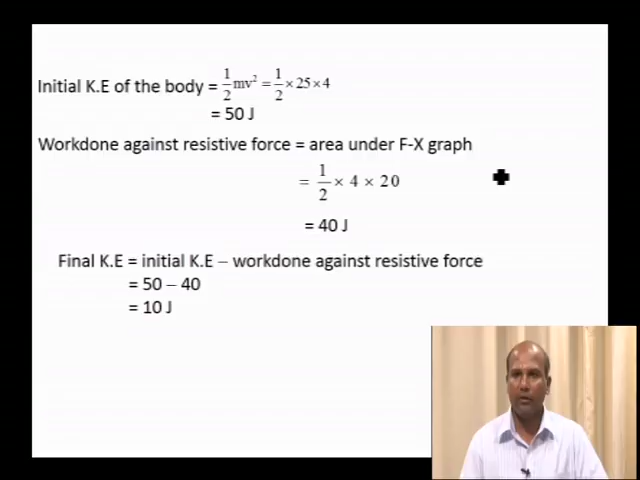 Initial K.E of the body = 1/2 mv² = 1/2 × 25 × 4
= 50 J
Workdone against resistive force = area under F-X graph
= 1/2 × 4 × 20
= 40 J
Final K.E = initial K.E – workdone against resistive force
= 50 – 40
= 10 J